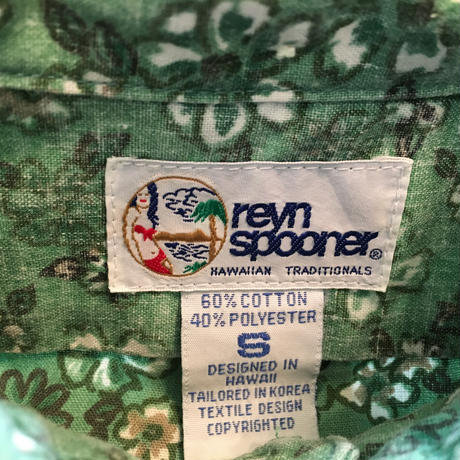 reyn
spooner®
HAWAIIAN TRADITIONALS
60% COTTON
40% POLYESTER
S
DESIGNED IN
HAWAII
TAILORED IN KOREA
TEXTILE DESIGN
COPYRIGHTED